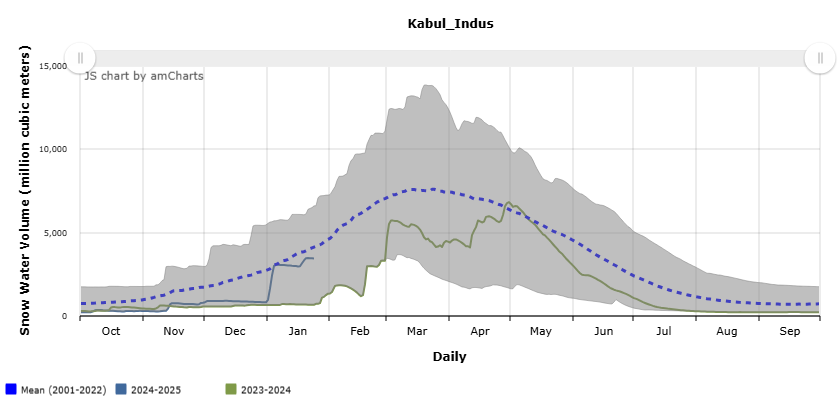 Kabul_Indus
Snow Water Volume (million cubic meters)
JS chart by amCharts
15,000
10,000
5,000
0
Oct Nov Dec Jan Feb Mar Apr May Jun Jul Aug Sep
Daily
Mean (2001-2022) 2024-2025 2023-2024